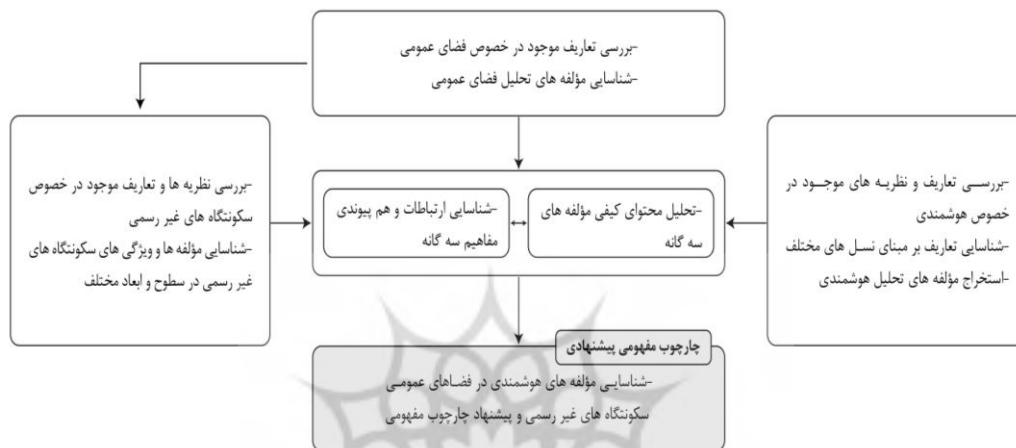 -بررسی تعاریف موجود در خصوص فضای عمومی
-شناسایی مؤلفه های تحلیل فضای عمومی
-بررسی تعاریف و نظریه های موجود در
خصوص هوشمندی
-شناسایی تعاریف بر مبنای نسل های مختلف
-استخراج مؤلفه های تحلیل هوشمندی
-تحلیل محتوای کیفی مؤلفه های
سه گانه
-شناسایی ارتباطات و هم پیوندی
مفاهیم سه گانه
-بررسی نظریه ها و تعاریف موجود در خصوص
سکونتگاه های غیر رسمی
-شناسایی مؤلفه ها و ویژگی های سکونتگاه های
غیر رسمی در سطوح و ابعاد مختلف
چارچوب مفهومی پیشنهادی
-شناسایی مؤلفه های هوشمندی در فضاهای عمومی
سکونتگاه های غیر رسمی و پیشنهاد چارچوب مفهومی